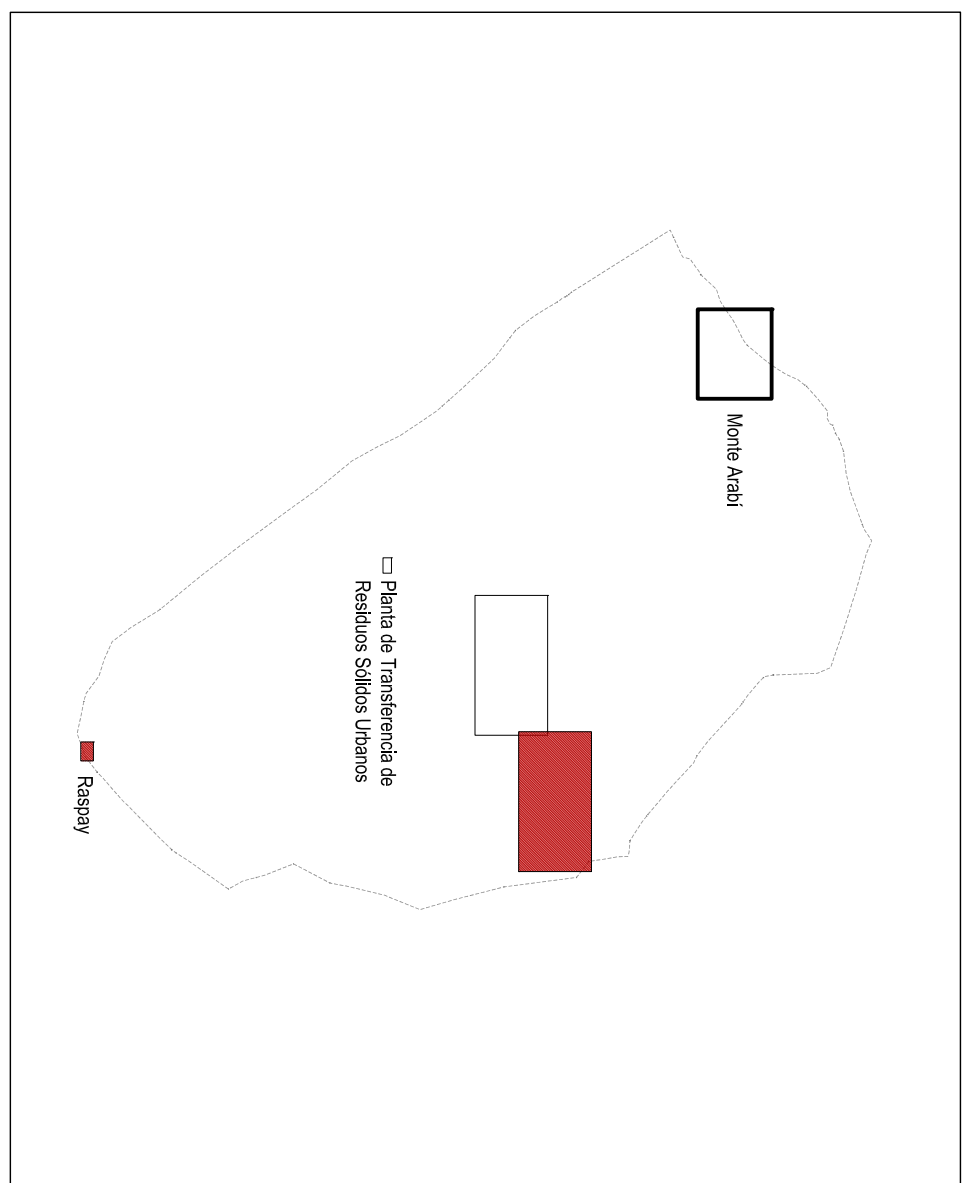 Monte Arabí
Planta de Transferencia de
Residuos Sólidos Urbanos
Raspay